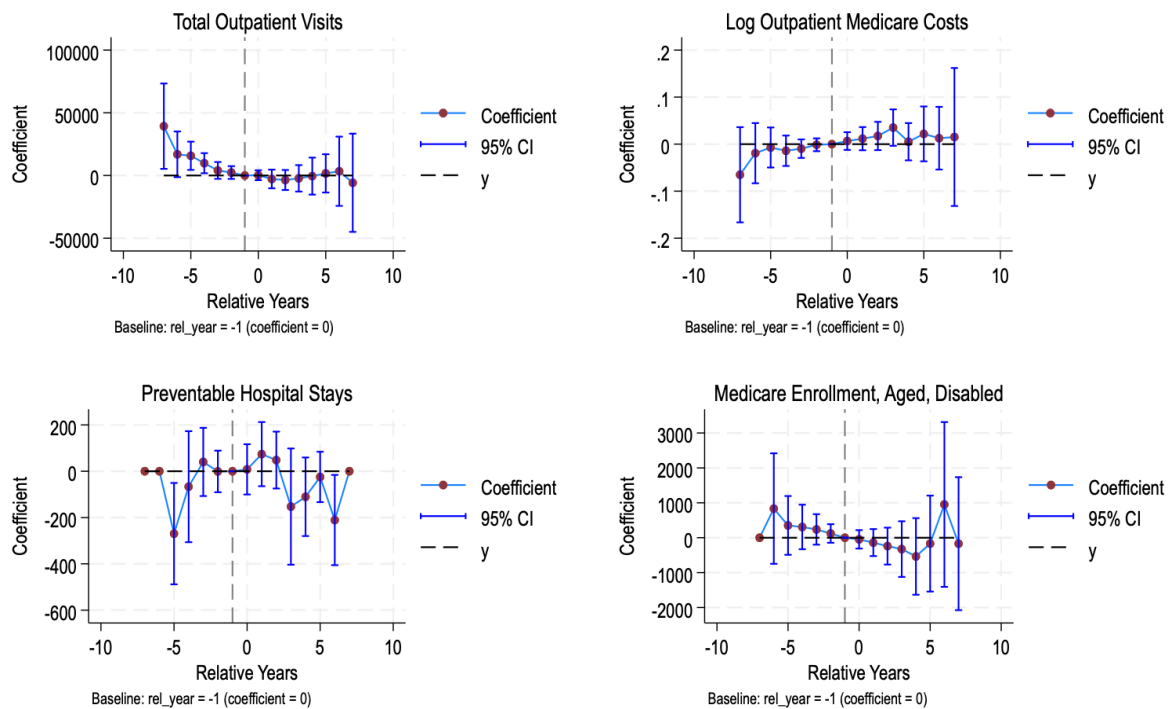 Total Outpatient Visits
Coefficient
100000
50000
0
-50000
-10 -5 0 5 10
Relative Years
Baseline: rel_year = -1 (coefficient = 0)
Coefficient
95% CI
y
Log Outpatient Medicare Costs
Coefficient
.2
.1
0
-.1
-.2
-10 -5 0 5 10
Relative Years
Baseline: rel_year = -1 (coefficient = 0)
Coefficient
95% CI
y
Preventable Hospital Stays
Coefficient
200
0
-200
-400
-600
-10 -5 0 5 10
Relative Years
Baseline: rel_year = -1 (coefficient = 0)
Coefficient
95% CI
y
Medicare Enrollment, Aged, Disabled
Coefficient
3000
2000
1000
0
-1000
-2000
-10 -5 0 5 10
Relative Years
Baseline: rel_year = -1 (coefficient = 0)
Coefficient
95% CI
y